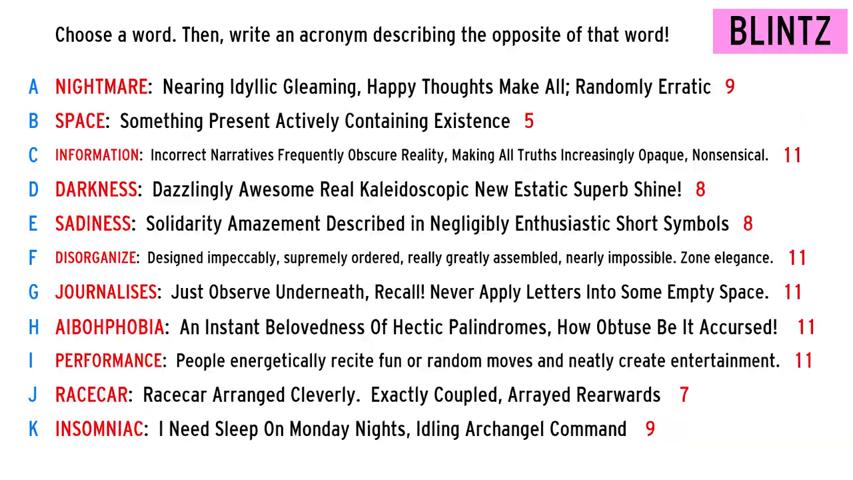 Choose a word. Then, write an acronym describing the opposite of that word!
BLINTZ
A NIGHTMARE: Nearing Idyllic Gleaming, Happy Thoughts Make All; Randomly Erratic 9
B SPACE: Something Present Actively Containing Existence 5
C INFORMATION: Incorrect Narratives Frequently Obscure Reality, Making All Truths Increasingly Opaque, Nonsensical. 11
D DARKNESS: Dazzlingly Awesome Real Kaleidoscopic New Estatic Superb Shine! 8
E SADINESS: Solidarity Amazement Described in Negligibly Enthusiastic Short Symbols 8
F DISORGANIZE: Designed impeccably, supremely ordered, really greatly assembled, nearly impossible. Zone elegance. 11
G JOURNALISES: Just Observe Underneath, Recall! Never Apply Letters Into Some Empty Space. 11
H AIBOHPHOBIA: An Instant Belovedness Of Hectic Palindromes, How Obtuse Be It Accursed! 11
I PERFORMANCE: People energetically recite fun or random moves and neatly create entertainment. 11
J RACECAR: Racecar Arranged Cleverly. Exactly Coupled, Arrayed Rearwards 7
K INSOMNIAC: I Need Sleep On Monday Nights, Idling Archangel Command 9